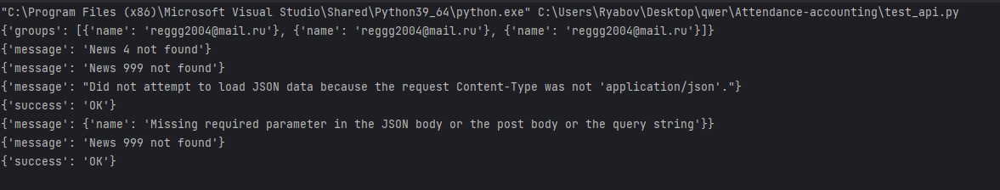 "C:\Program Files (x86)\Microsoft Visual Studio\Shared\Python39_64\python.exe" C:\Users\Ryabov\Desktop\qwer\Attendance-accounting\test_api.py
{'groups': [{'name': 'reggg2004@mail.ru'}, {'name': 'reggg2004@mail.ru'}, {'name': 'reggg2004@mail.ru'}]}
{'message': 'News 4 not found'}
{'message': 'News 999 not found'}
{'message': "Did not attempt to load JSON data because the request Content-Type was not 'application/json'."}
{'success': 'OK'}
{'message': {'name': 'Missing required parameter in the JSON body or the post body or the query string'}}
{'message': 'News 999 not found'}
{'success': 'OK'}